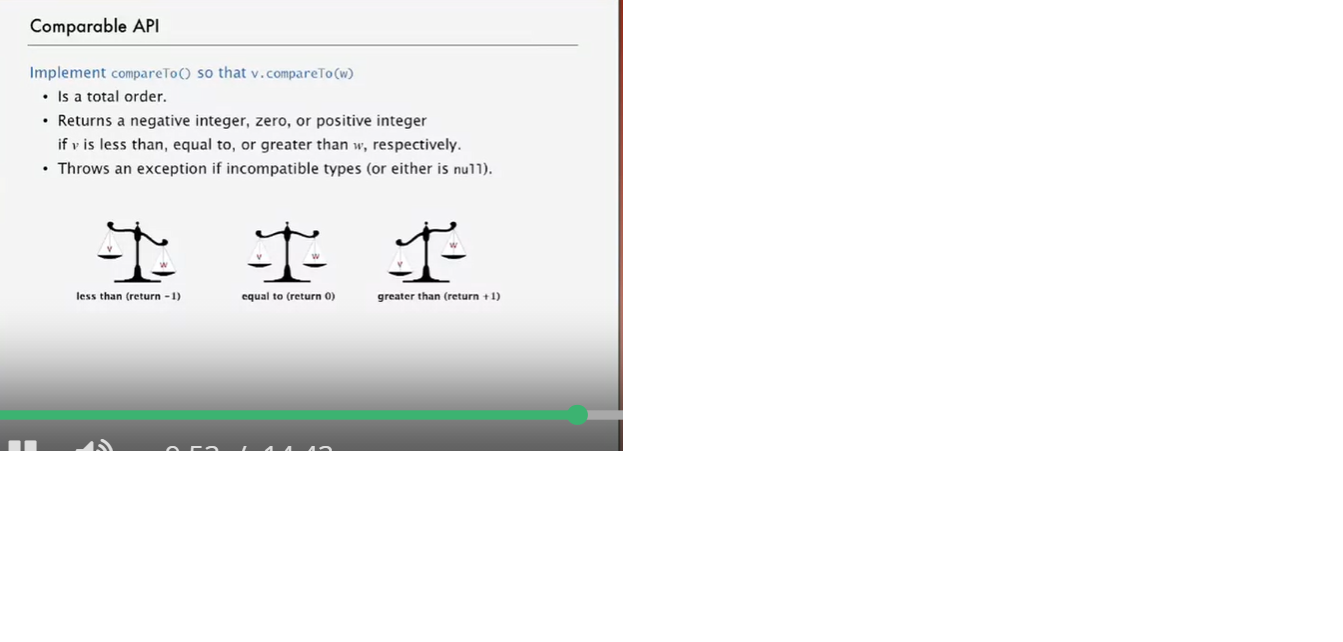 Comparable API
Implement compareTo() so that v.compareTo(w)
• Is a total order.
• Returns a negative integer, zero, or positive integer
if v is less than, equal to, or greater than w, respectively.
• Throws an exception if incompatible types (or either is null).
v
w
v
w
v
w
less than (return -1)
equal to (return 0)
greater than (return +1)